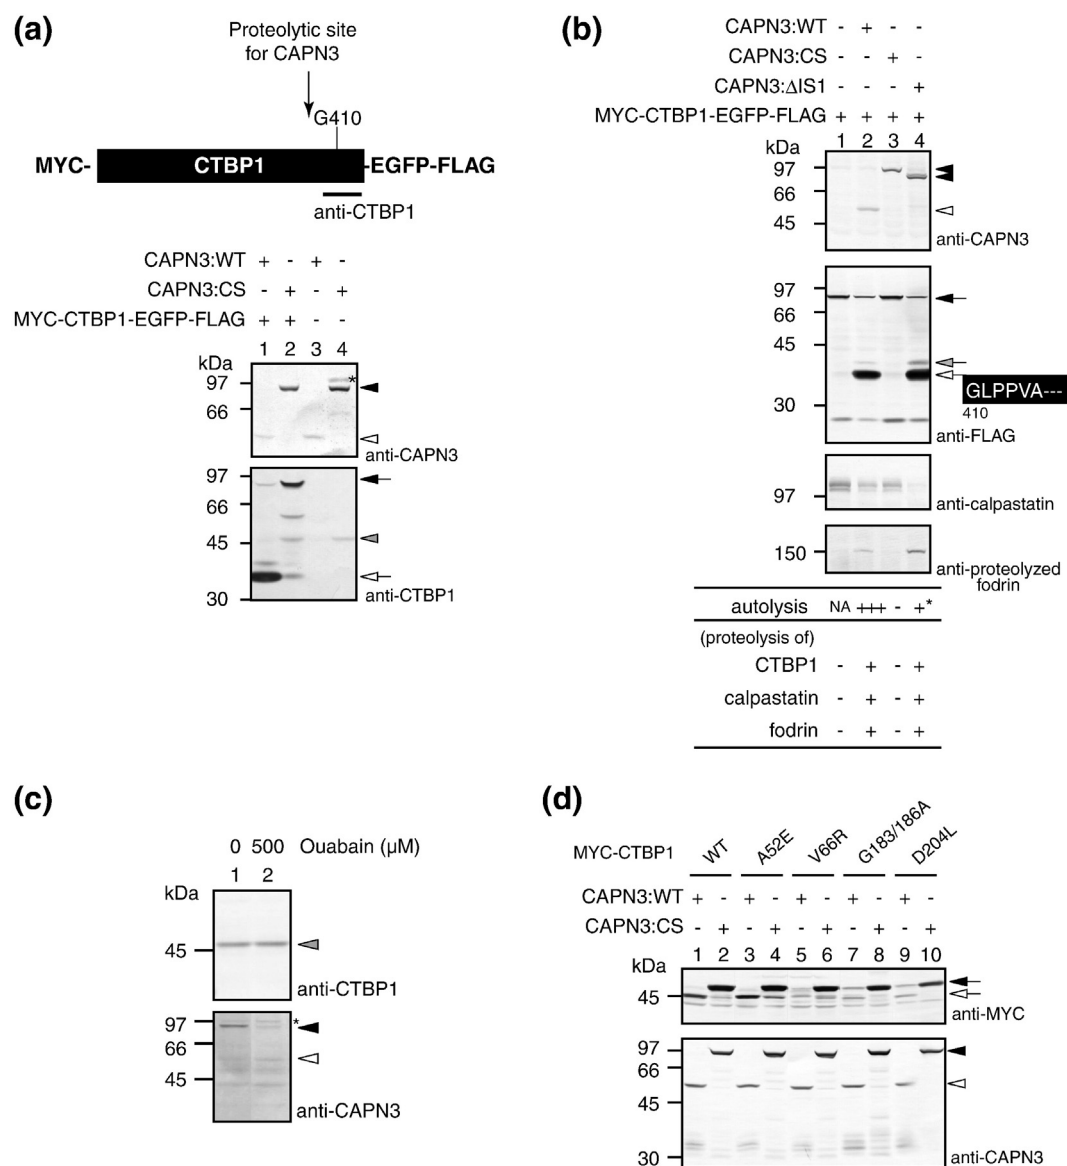 (a)
Proteolytic site
for CAPN3
G410
MYC- CTBP1 -EGFP-FLAG
anti-CTBP1
CAPN3:WT + - + -
CAPN3:CS - + - +
MYC-CTBP1-EGFP-FLAG + + - -
kDa 1 2 3 4
97 *
66
anti-CAPN3
97
66
45
30
anti-CTBP1
(b)
CAPN3:WT - + - -
CAPN3:CS - - + -
CAPN3:ΔIS1 - - - +
MYC-CTBP1-EGFP-FLAG + + + +
kDa 1 2 3 4
97
66
45
anti-CAPN3
97
66
45
30
GLPPVA---
410
anti-FLAG
97
anti-calpastatin
150
anti-proteolyzed
fodrin
autolysis NA +++ - +*
(proteolysis of)
CTBP1 - + - +
calpastatin - + - +
fodrin - + - +
(c)
0 500 Ouabain (μM)
1 2
kDa
45
anti-CTBP1
97 *
66
45
anti-CAPN3
(d)
MYC-CTBP1 WT A52E V66R G183/186A D204L
CAPN3:WT + - + - + - + - + -
CAPN3:CS - + - + - + - + - +
1 2 3 4 5 6 7 8 9 10
kDa
45
anti-MYC
97
66
45
30
anti-CAPN3